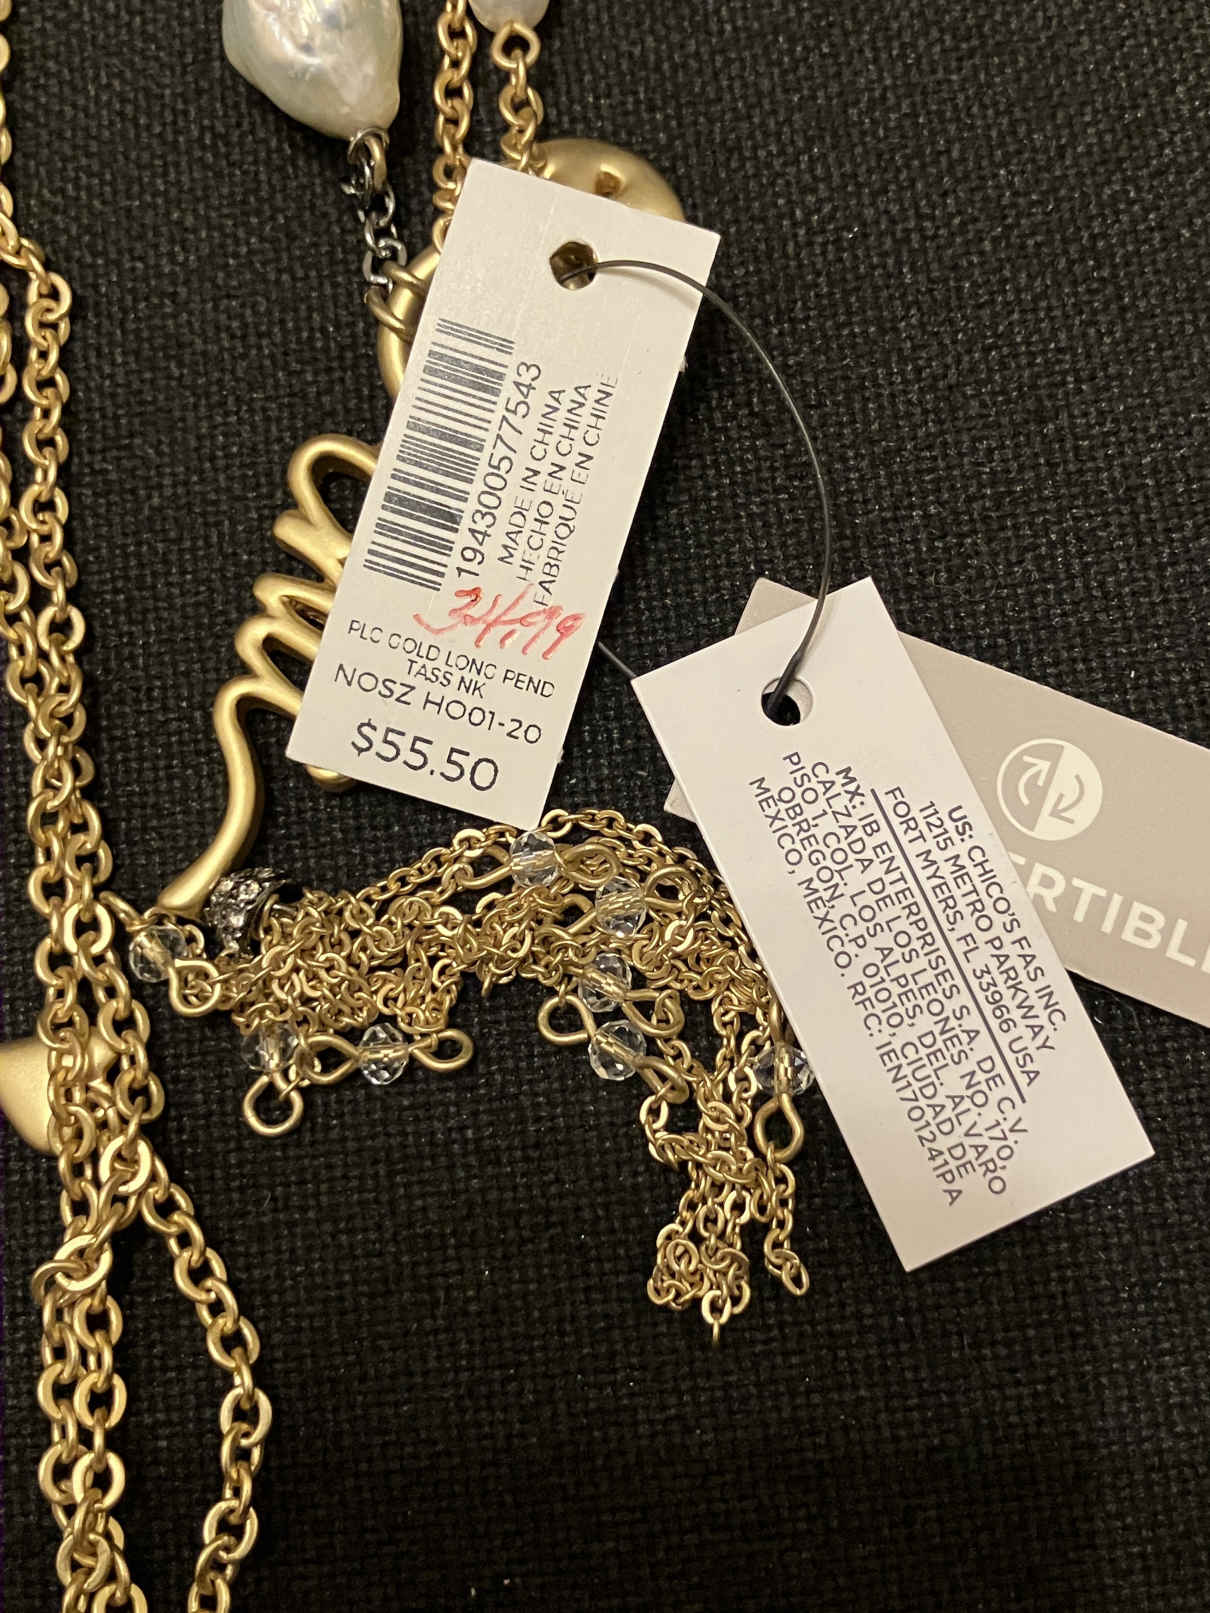 194300577543
MADE IN CHINA
HECHO EN CHINA
FABRIQUÉ EN CHINE
34.99
PLC GOLD LONG PEND
TASS NK
NOSZ HO01-20
$55.50
US: CHICO'S FAS INC.
11215 METRO PARKWAY
FORT MYERS, FL 33966 USA
MX: IB ENTERPRISES S.A. DE C.V.
CALZADA DE LOS LEONES NO. 170,
PISO 1, COL. LOS ALPES, DEL. ALVARO
OBREGON, C.P. 01010, CIUDAD DE
MEXICO, MEXICO. RFC: IEN1701241PA
ERTIBL